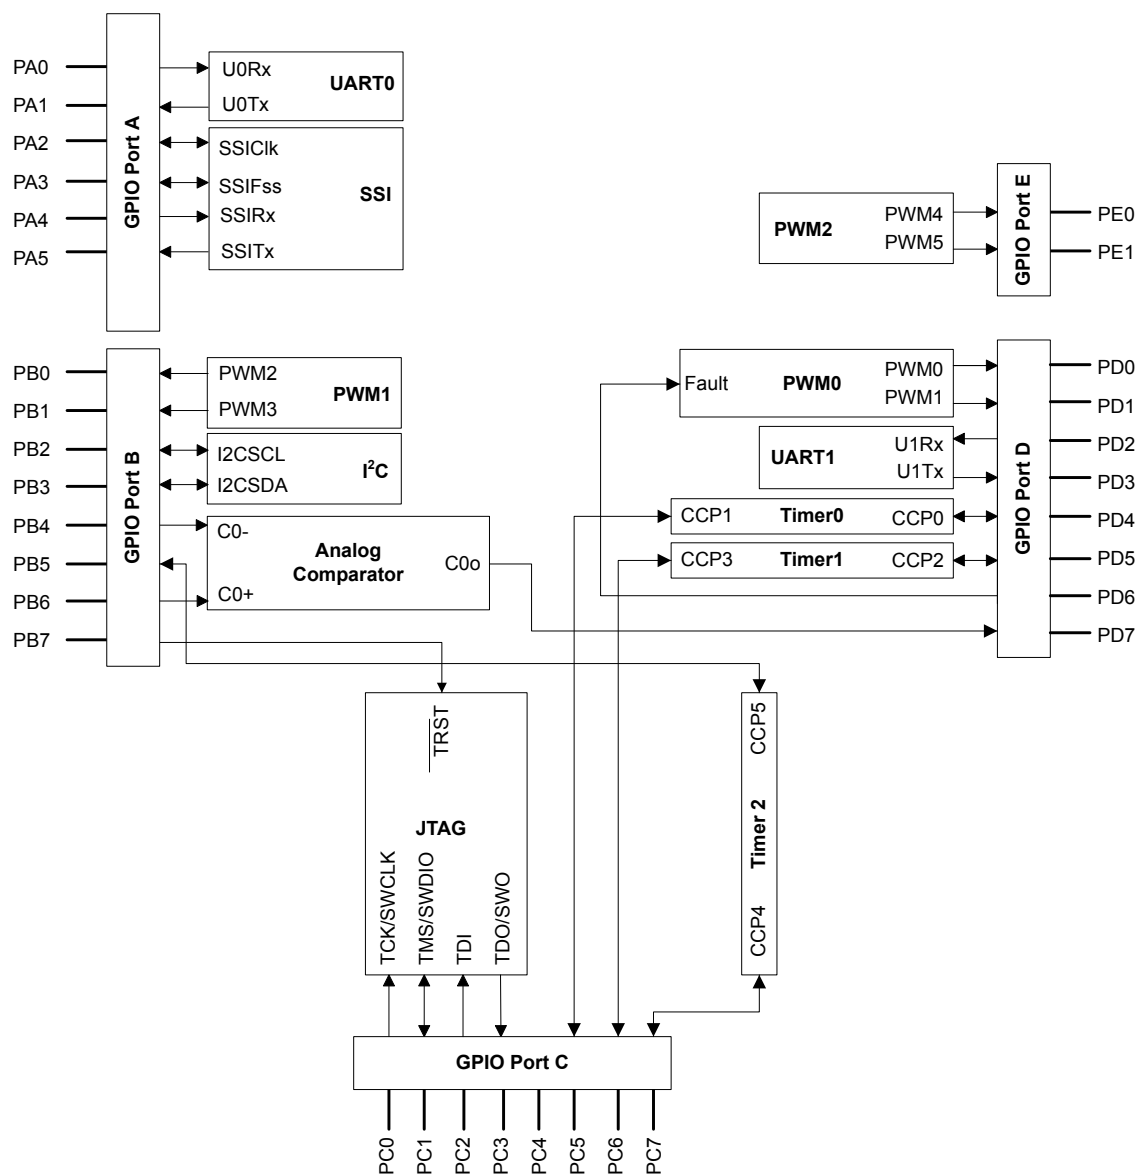 PA0
PA1
PA2
PA3
PA4
PA5
GPIO Port A
U0Rx
U0Tx
UART0
SSIClk
SSIFss
SSIRx
SSITx
SSI
PWM2
PWM4
PWM5
GPIO Port E
PE0
PE1
PB0
PB1
PB2
PB3
PB4
PB5
PB6
PB7
GPIO Port B
PWM2
PWM3
PWM1
I2CSCL
I2CSDA
I²C
C0-
C0+
Analog
Comparator
C0o
Fault
PWM0
PWM0
PWM1
UART1
U1Rx
U1Tx
CCP1
Timer0
CCP0
CCP3
Timer1
CCP2
GPIO Port D
PD0
PD1
PD2
PD3
PD4
PD5
PD6
PD7
TRST
JTAG
TCK/SWCLK
TMS/SWDIO
TDI
TDO/SWO
CCP5
Timer 2
CCP4
GPIO Port C
PC0
PC1
PC2
PC3
PC4
PC5
PC6
PC7